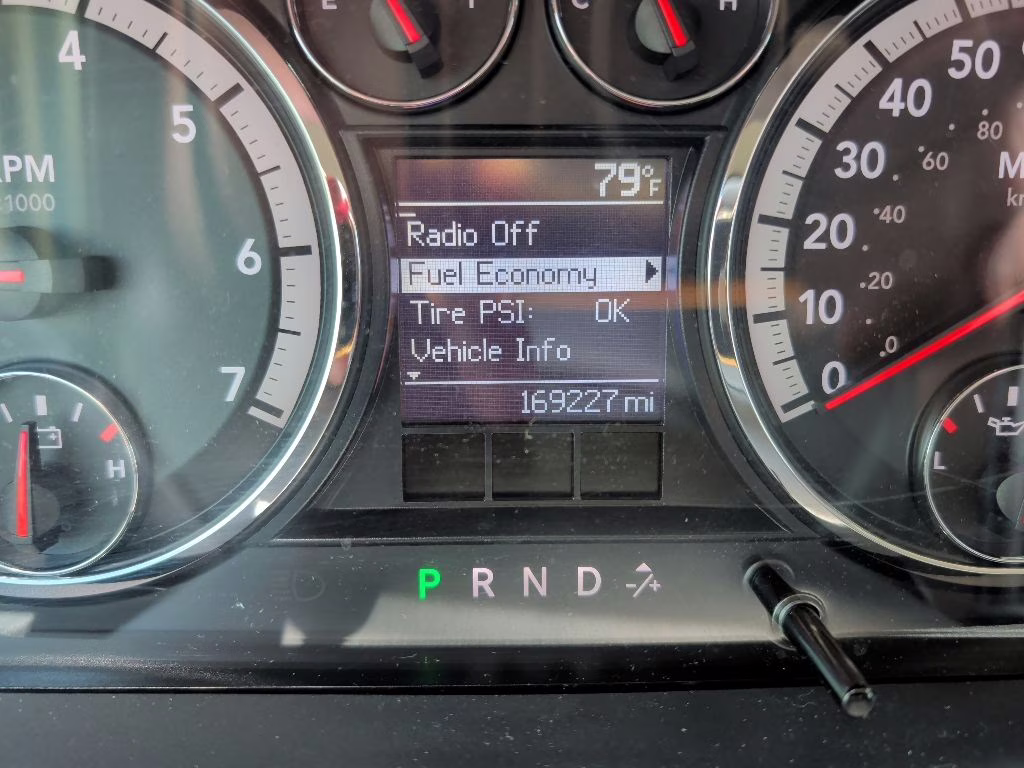 E F
C H
4
5
6
7
RPM
x1000
H
79°F
Radio Off
Fuel Economy
Tire PSI: OK
Vehicle Info
169227 mi
P R N D -/+
50
40
30
20
10
0
80
60
40
20
0
L